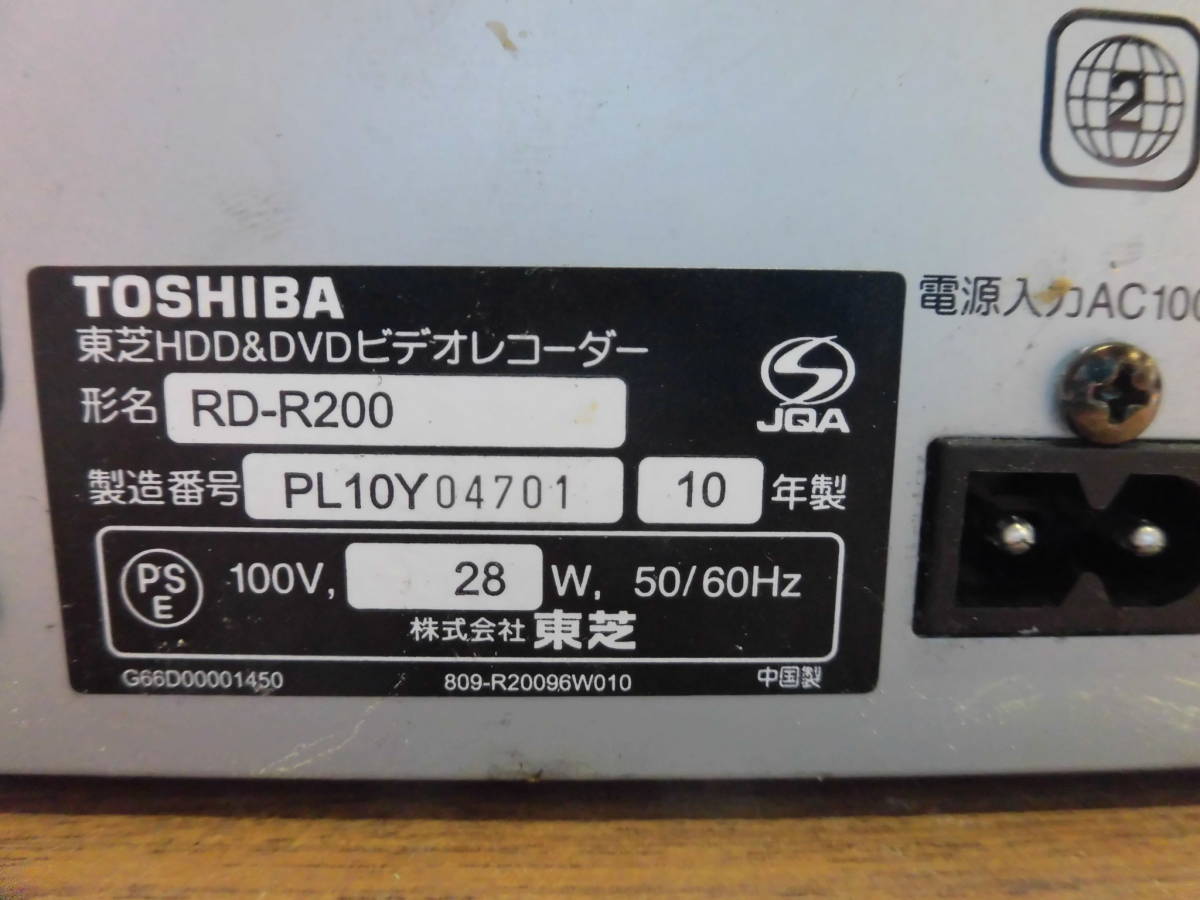 2
TOSHIBA
東芝HDD&DVDビデオレコーダー
形名 RD-R200
JQA
製造番号 PL10Y04701 10 年製
PSE 100V, 28 W, 50/60Hz
株式会社 東芝
G66D00001450 809-R20096W010 中国製
電源入力AC100